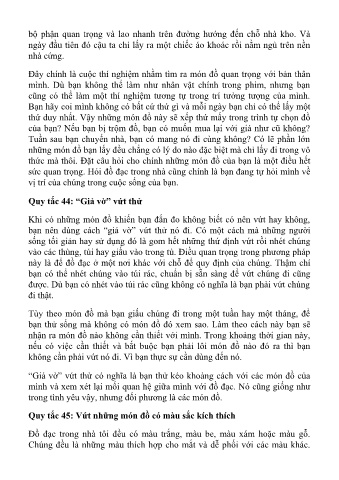 bộ phận quan trọng và lao nhanh trên đường hướng đến chỗ nhà kho. Và
ngày đầu tiên đó cậu ta chỉ lấy ra một chiếc áo khoác rồi nằm ngủ trên nền
nhà cứng.
Đây chính là cuộc thí nghiệm nhằm tìm ra món đồ quan trọng với bản thân
mình. Dù bạn không thể làm như nhân vật chính trong phim, nhưng bạn
cũng có thể làm một thí nghiệm tương tự trong trí tưởng tượng của mình.
Bạn hãy coi mình không có bất cứ thứ gì và mỗi ngày bạn chỉ có thể lấy một
thứ duy nhất. Vậy những món đồ này sẽ xếp thứ mấy trong trình tự chọn đồ
của bạn? Nếu bạn bị trộm đồ, bạn có muốn mua lại với giá như cũ không?
Tuần sau bạn chuyển nhà, bạn có mang nó đi cùng không? Có lẽ phần lớn
những món đồ bạn lấy đều chẳng có lý do nào đặc biệt mà chỉ lấy đi trong vô
thức mà thôi. Đặt câu hỏi cho chính những món đồ của bạn là một điều hết
sức quan trọng. Hỏi đồ đạc trong nhà cũng chính là bạn đang tự hỏi mình về
vị trí của chúng trong cuộc sống của bạn.
Quy tắc 44: “Giả vờ” vứt thử
Khi có những món đồ khiến bạn đắn đo không biết có nên vứt hay không,
bạn nên dùng cách “giả vờ” vứt nó đi. Có một cách mà những người
sống tối giản hay sử dụng đó là gom hết những thứ định vứt rồi nhét chúng
vào các thùng, túi hay giấu vào trong tủ. Điều quan trọng trong phương pháp
này là để đồ đạc ở một nơi khác với chỗ để quy định của chúng. Thậm chí
bạn có thể nhét chúng vào túi rác, chuẩn bị sẵn sàng để vứt chúng đi cũng
được. Dù bạn có nhét vào túi rác cũng không có nghĩa là bạn phải vứt chúng
đi thật.
Tùy theo món đồ mà bạn giấu chúng đi trong một tuần hay một tháng, để
bạn thử sống mà không có món đồ đó xem sao. Làm theo cách này bạn sẽ
nhận ra món đồ nào không cần thiết với mình. Trong khoảng thời gian này,
nếu có việc cần thiết và bắt buộc bạn phải lôi món đồ nào đó ra thì bạn
không cần phải vứt nó đi. Vì bạn thực sự cần dùng đến nó.
“Giả vờ” vứt thử có nghĩa là bạn thử kéo khoảng cách với các món đồ của
mình và xem xét lại mối quan hệ giữa mình với đồ đạc. Nó cũng giống như
trong tình yêu vậy, nhưng đối phương là các món đồ.
Quy tắc 45: Vứt những món đồ có màu sắc kích thích
Đồ đạc trong nhà tôi đều có màu trắng, màu be, màu xám hoặc màu gỗ.
Chúng đều là những màu thích hợp cho mắt và dễ phối với các màu khác.